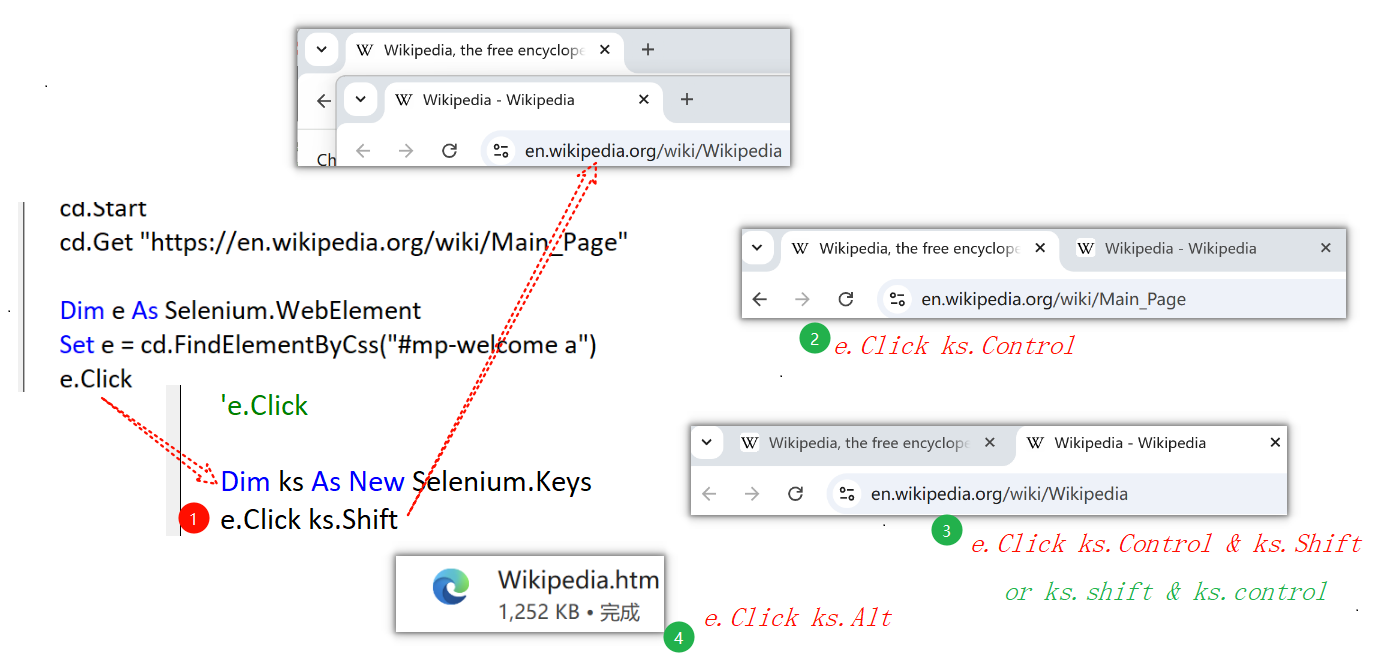 Wikipedia, the free encyclope
Wikipedia - Wikipedia
Ch
en.wikipedia.org/wiki/Wikipedia
cd.Start
cd.Get "https://en.wikipedia.org/wiki/Main_Page"
Dim e As Selenium.WebElement
Set e = cd.FindElementByCss("#mp-welcome a")
e.Click
'e.Click
Dim ks As New Selenium.Keys
1 e.Click ks.Shift
Wikipedia, the free encyclope Wikipedia - Wikipedia
en.wikipedia.org/wiki/Main_Page
2 e.Click ks.Control
Wikipedia, the free encyclope Wikipedia - Wikipedia
en.wikipedia.org/wiki/Wikipedia
3 e.Click ks.Control & ks.Shift
or ks.shift & ks.control
Wikipedia.htm
1,252 KB • 完成
4 e.Click ks.Alt